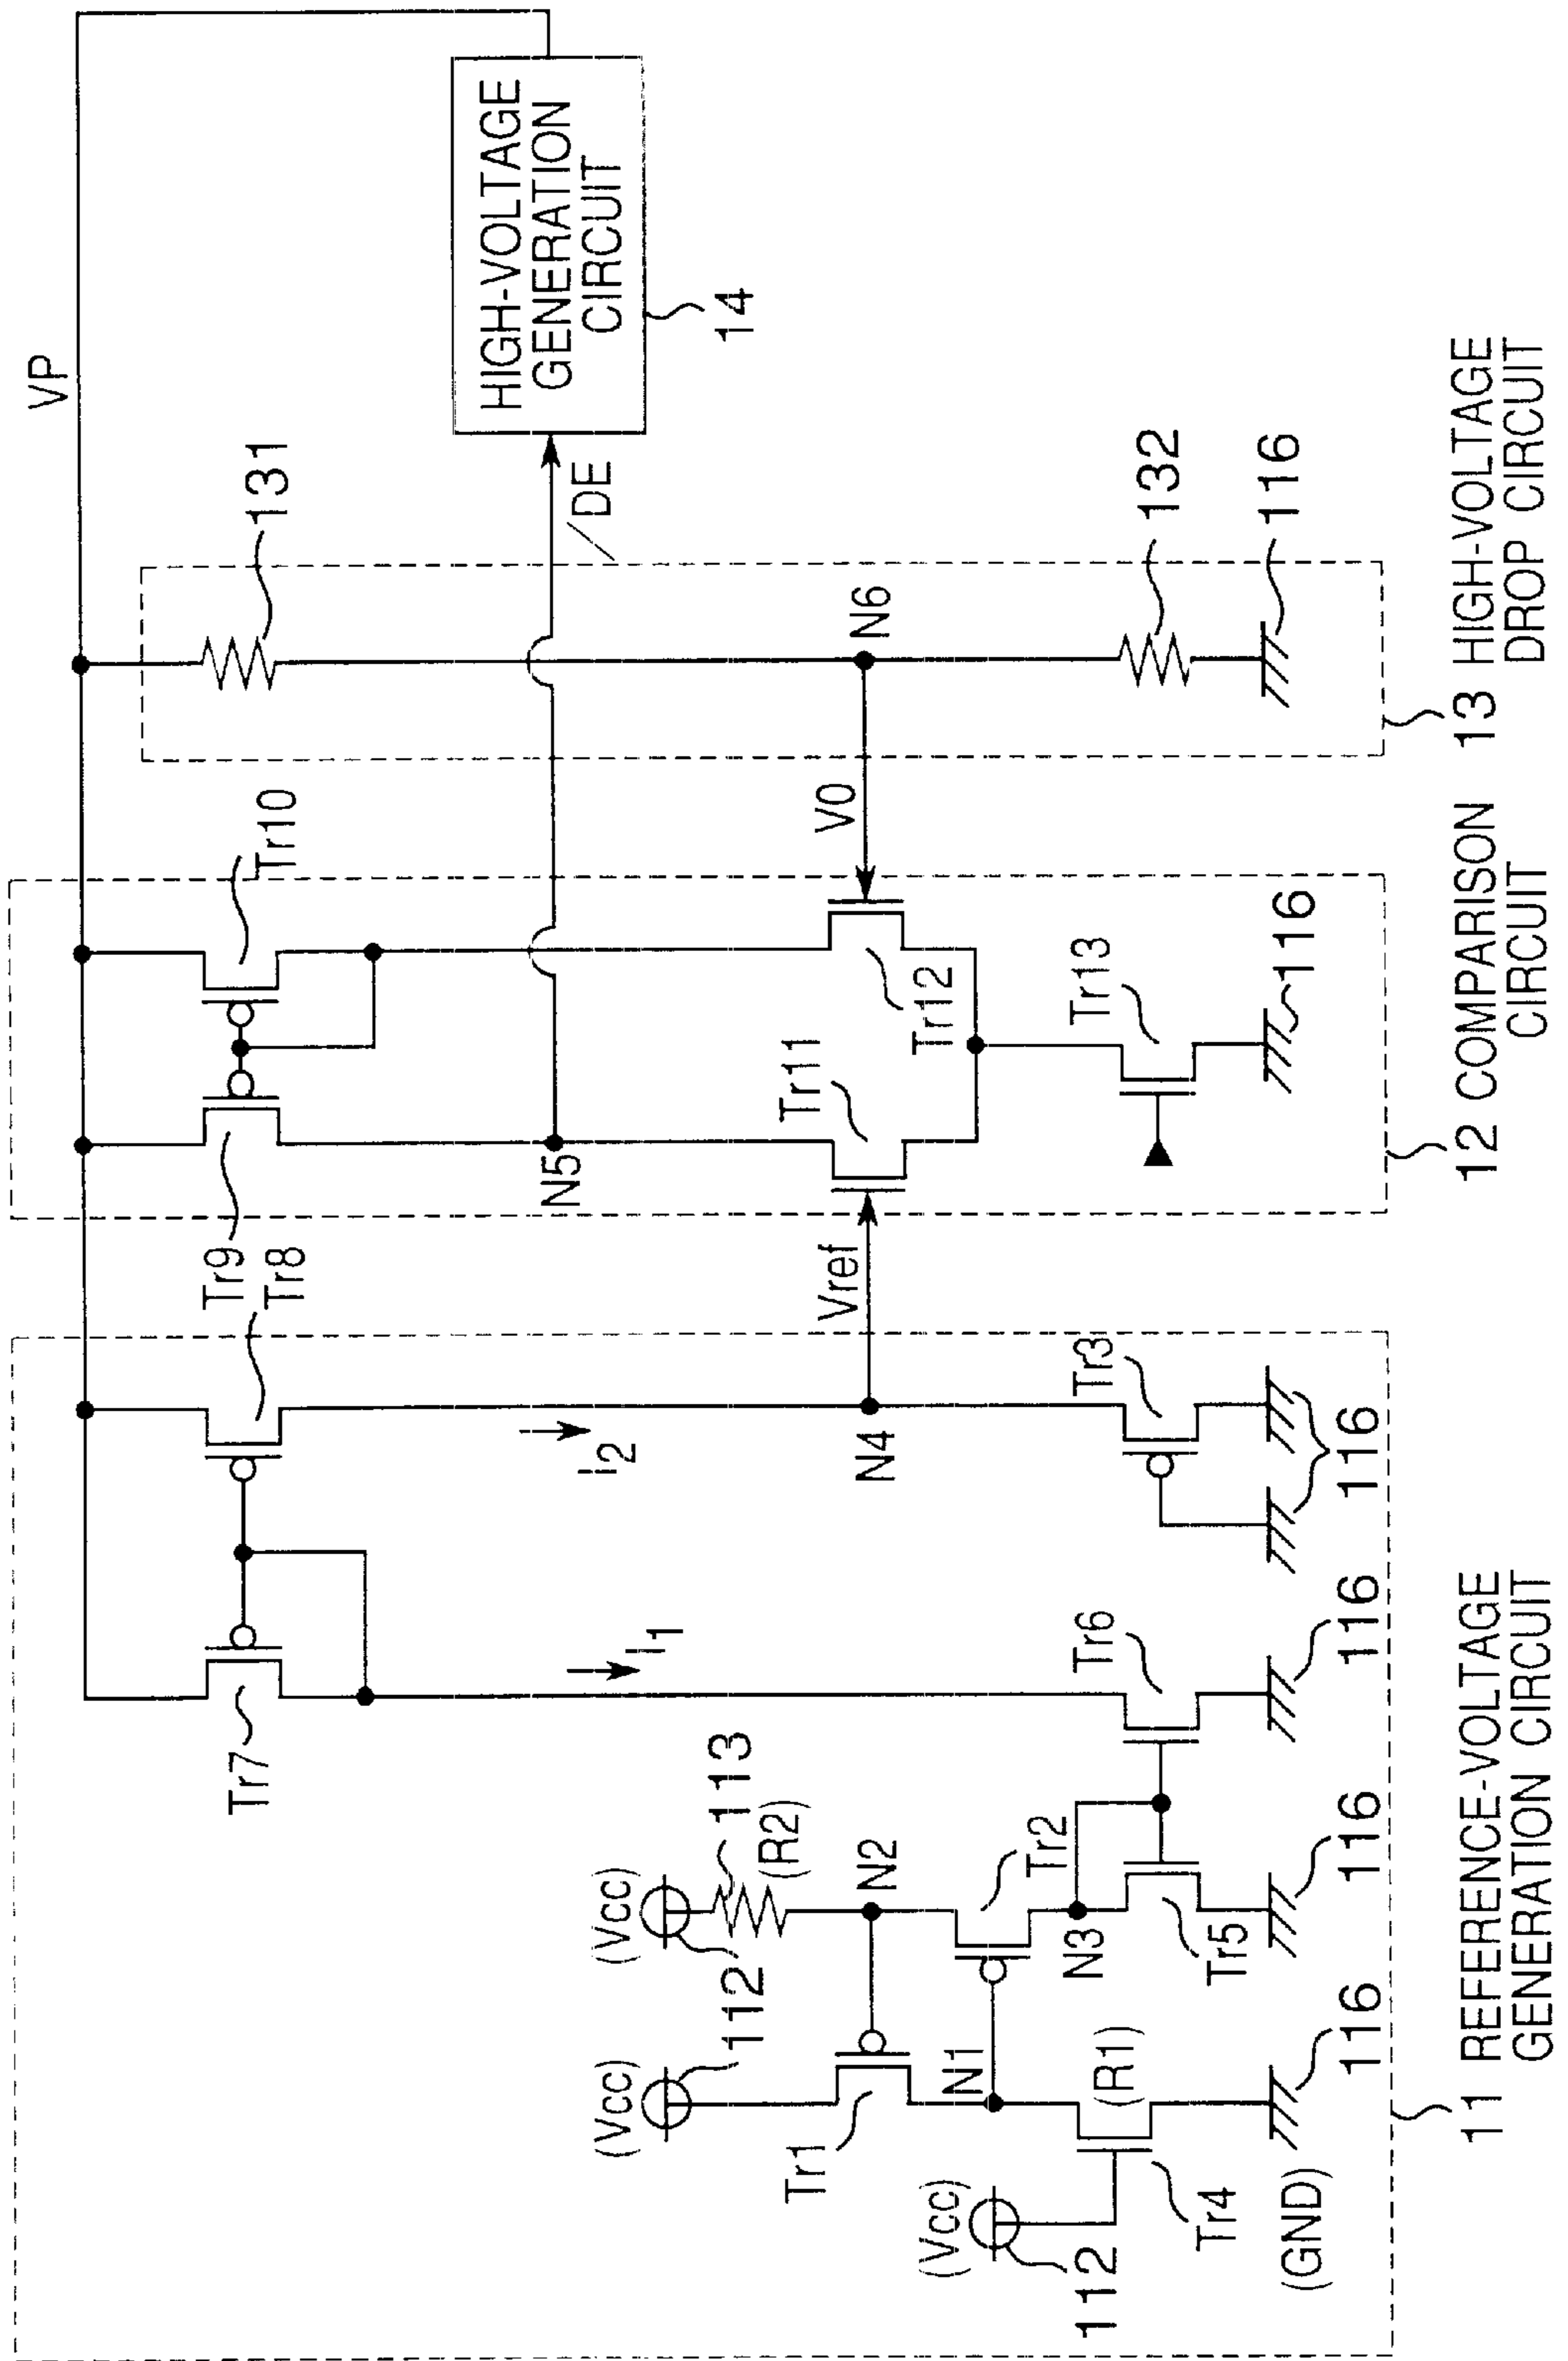 VP
HIGH-VOLTAGE
GENERATION
CIRCUIT
14
/DE
131
N6
132
116
13 HIGH-VOLTAGE
DROP CIRCUIT
Tr10
V0
Tr12
Tr13
116
Tr11
N5
Tr9
12 COMPARISON
CIRCUIT
Tr8
Vref
I2
N4
Tr3
116
Tr7
I1
Tr6
116
113
(R2)
(Vcc)
112
N2
Tr2
N3
Tr5
116
(Vcc)
112
Tr1
N1
(R1)
116
(Vcc)
112
Tr4
(GND)
11 REFERENCE-VOLTAGE
GENERATION CIRCUIT